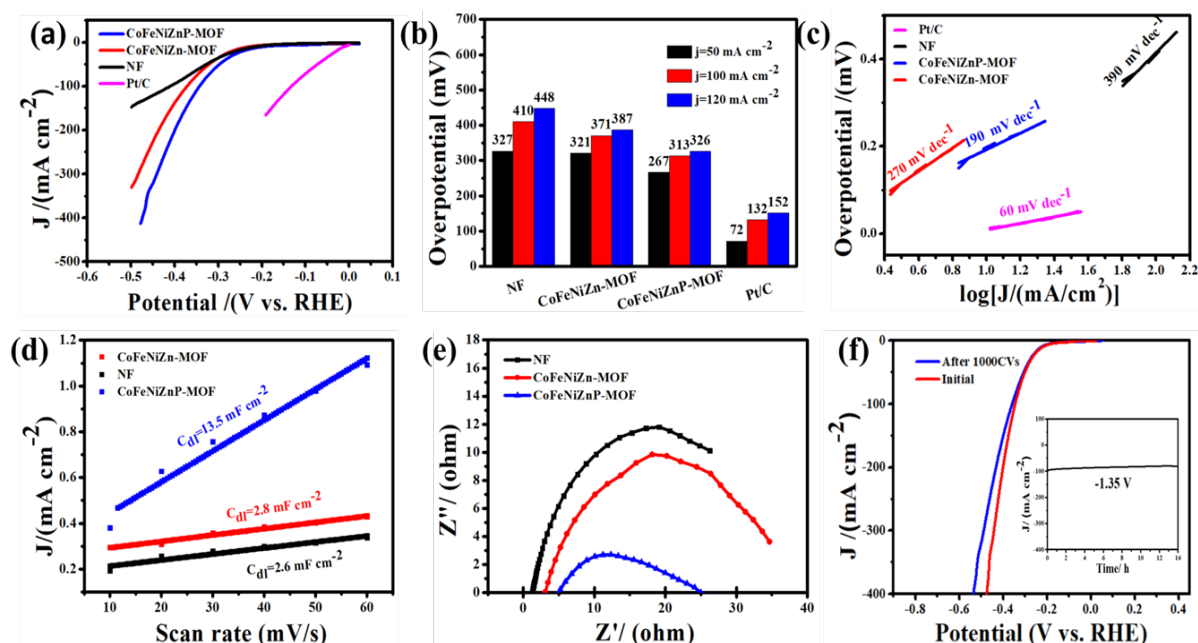 (a)
CoFeNiZnP-MOF
CoFeNiZn-MOF
NF
Pt/C
0
-100
-200
-300
-400
-500
J /(mA cm⁻²)
-0.6 -0.5 -0.4 -0.3 -0.2 -0.1 0.0 0.1
Potential /(V vs. RHE)
(b)
j=50 mA cm⁻²
j=100 mA cm⁻²
j=120 mA cm⁻²
700
600
500
400
300
200
100
0
Overpotential (mV)
327 410 448
321 371 387
267 313 326
72 132 152
NF CoFeNiZn-MOF CoFeNiZnP-MOF Pt/C
(c)
Pt/C
NF
CoFeNiZnP-MOF
CoFeNiZn-MOF
390 mV dec⁻¹
270 mV dec⁻¹
190 mV dec⁻¹
60 mV dec⁻¹
0.4
0.2
0.0
Overpotential /(mV)
0.4 0.8 1.2 1.6 2.0
log[J/(mA/cm²)]
(d)
CoFeNiZn-MOF
NF
CoFeNiZnP-MOF
Cdl=13.5 mF cm⁻²
Cdl=2.8 mF cm⁻²
Cdl=2.6 mF cm⁻²
1.2
1.0
0.8
0.6
0.4
0.2
J/(mA cm⁻²)
10 20 30 40 50 60
Scan rate (mV/s)
(e)
NF
CoFeNiZn-MOF
CoFeNiZnP-MOF
18
16
14
12
10
8
6
4
2
0
Z''/ (ohm)
0 10 20 30 40
Z'/ (ohm)
(f)
After 1000CVs
Initial
0
-100
-200
-300
-400
J /(mA cm⁻²)
-0.8 -0.6 -0.4 -0.2 0.0 0.2 0.4
Potential (V vs. RHE)
100
0
-100
-200
-300
-400
J/ (mA cm⁻²)
-1.35 V
0 2 4 6 8 10 12 14
Time/ h